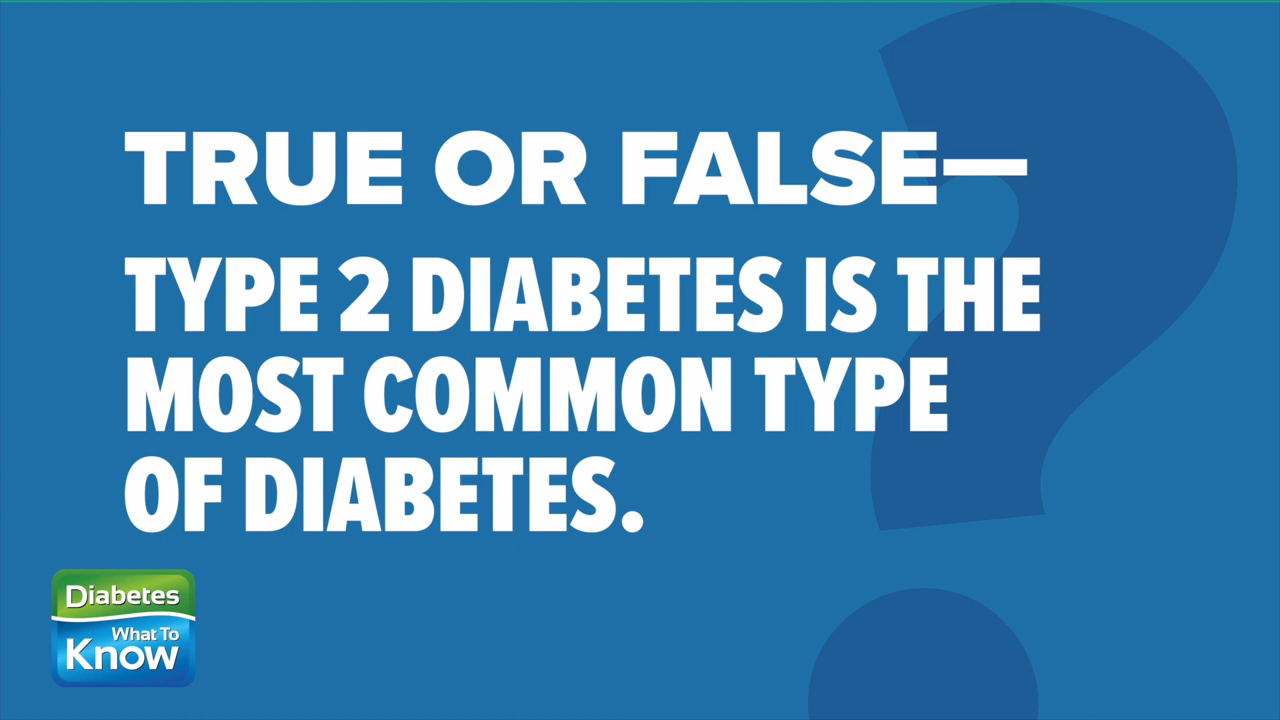 TRUE OR FALSE—
TYPE 2 DIABETES IS THE
MOST COMMON TYPE
OF DIABETES.
Diabetes
What To
Know